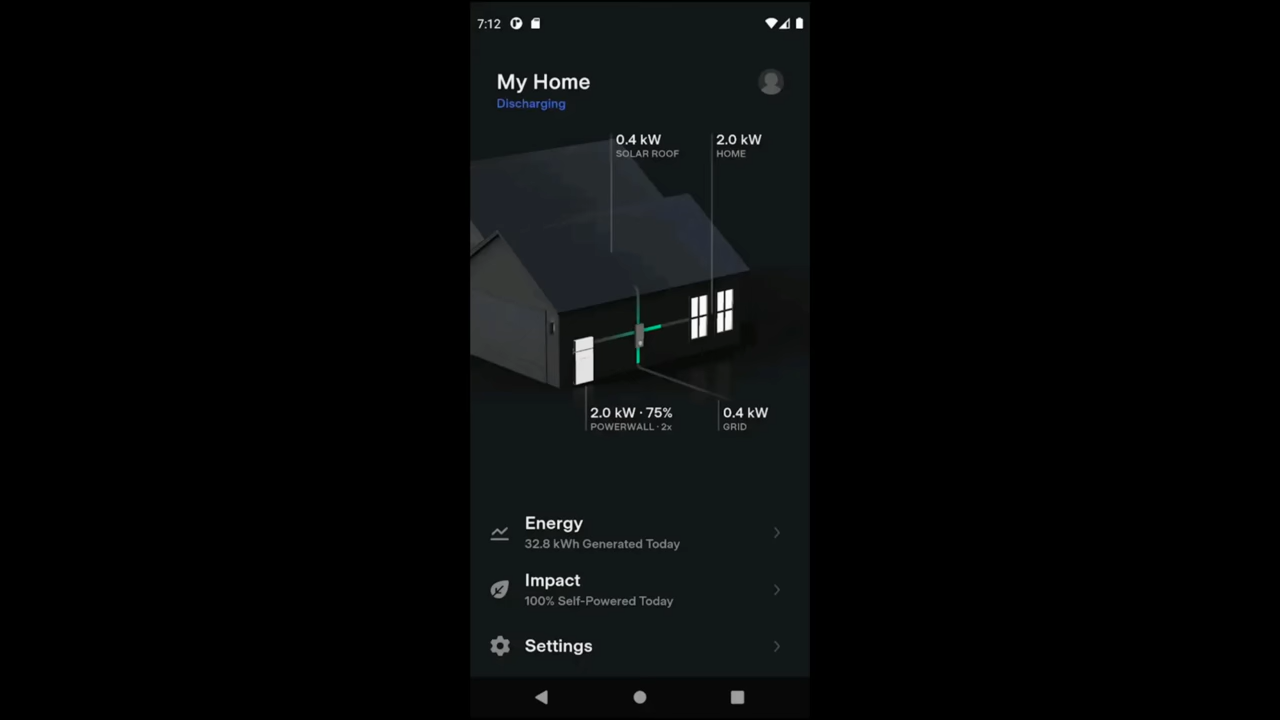 7:12
My Home
Discharging
0.4 kW
SOLAR ROOF
2.0 kW
HOME
2.0 kW · 75%
POWERWALL · 2x
0.4 kW
GRID
Energy
32.8 kWh Generated Today
Impact
100% Self-Powered Today
Settings